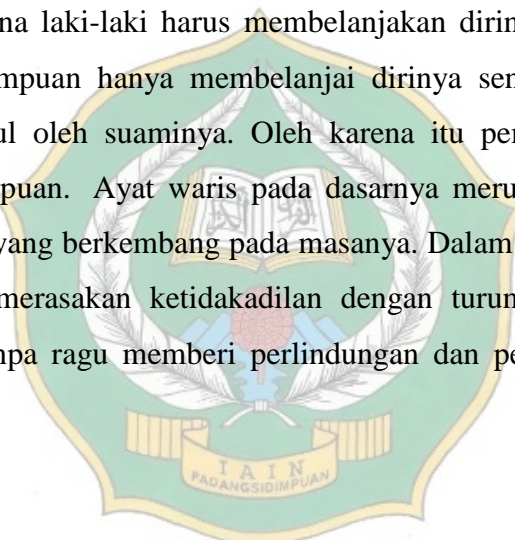 na laki-laki harus membelanjakan dirin
mpuan hanya membelanjai dirinya sen
ul oleh suaminya. Oleh karena itu per
puan. Ayat waris pada dasarnya meru
yang berkembang pada masanya. Dalam
merasakan ketidakadilan dengan turun
npa ragu memberi perlindungan dan pe
I A I N
PADANGSIDIMPUAN